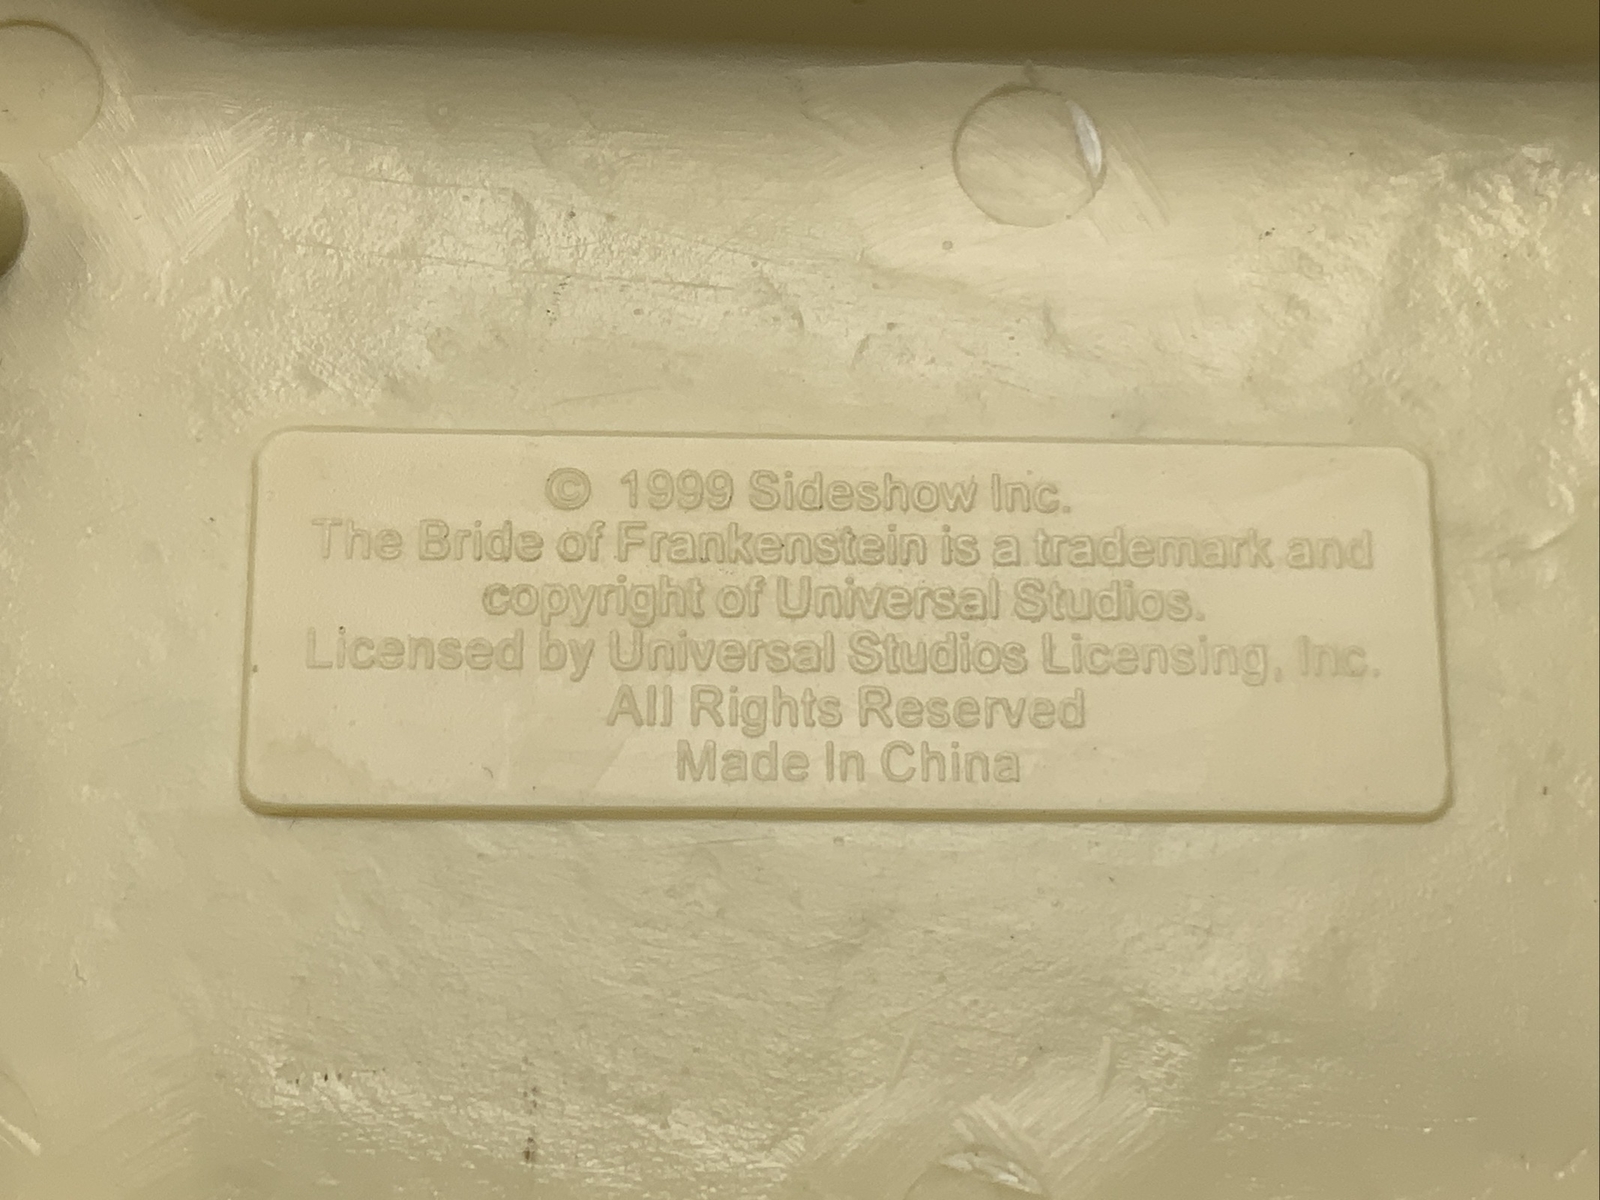 © 1999 Sideshow Inc.
The Bride of Frankenstein is a trademark and
copyright of Universal Studios.
Licensed by Universal Studios Licensing, Inc.
All Rights Reserved
Made In China